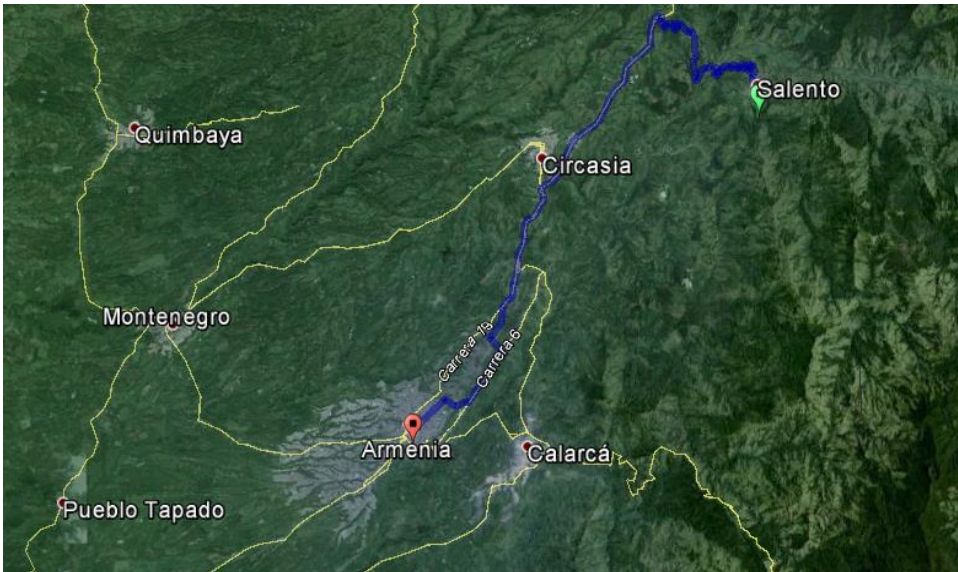 Salento
Quimbaya
Circasia
Montenegro
Carrera 19
Carrera 6
Armenia
Calarcá
Pueblo Tapado